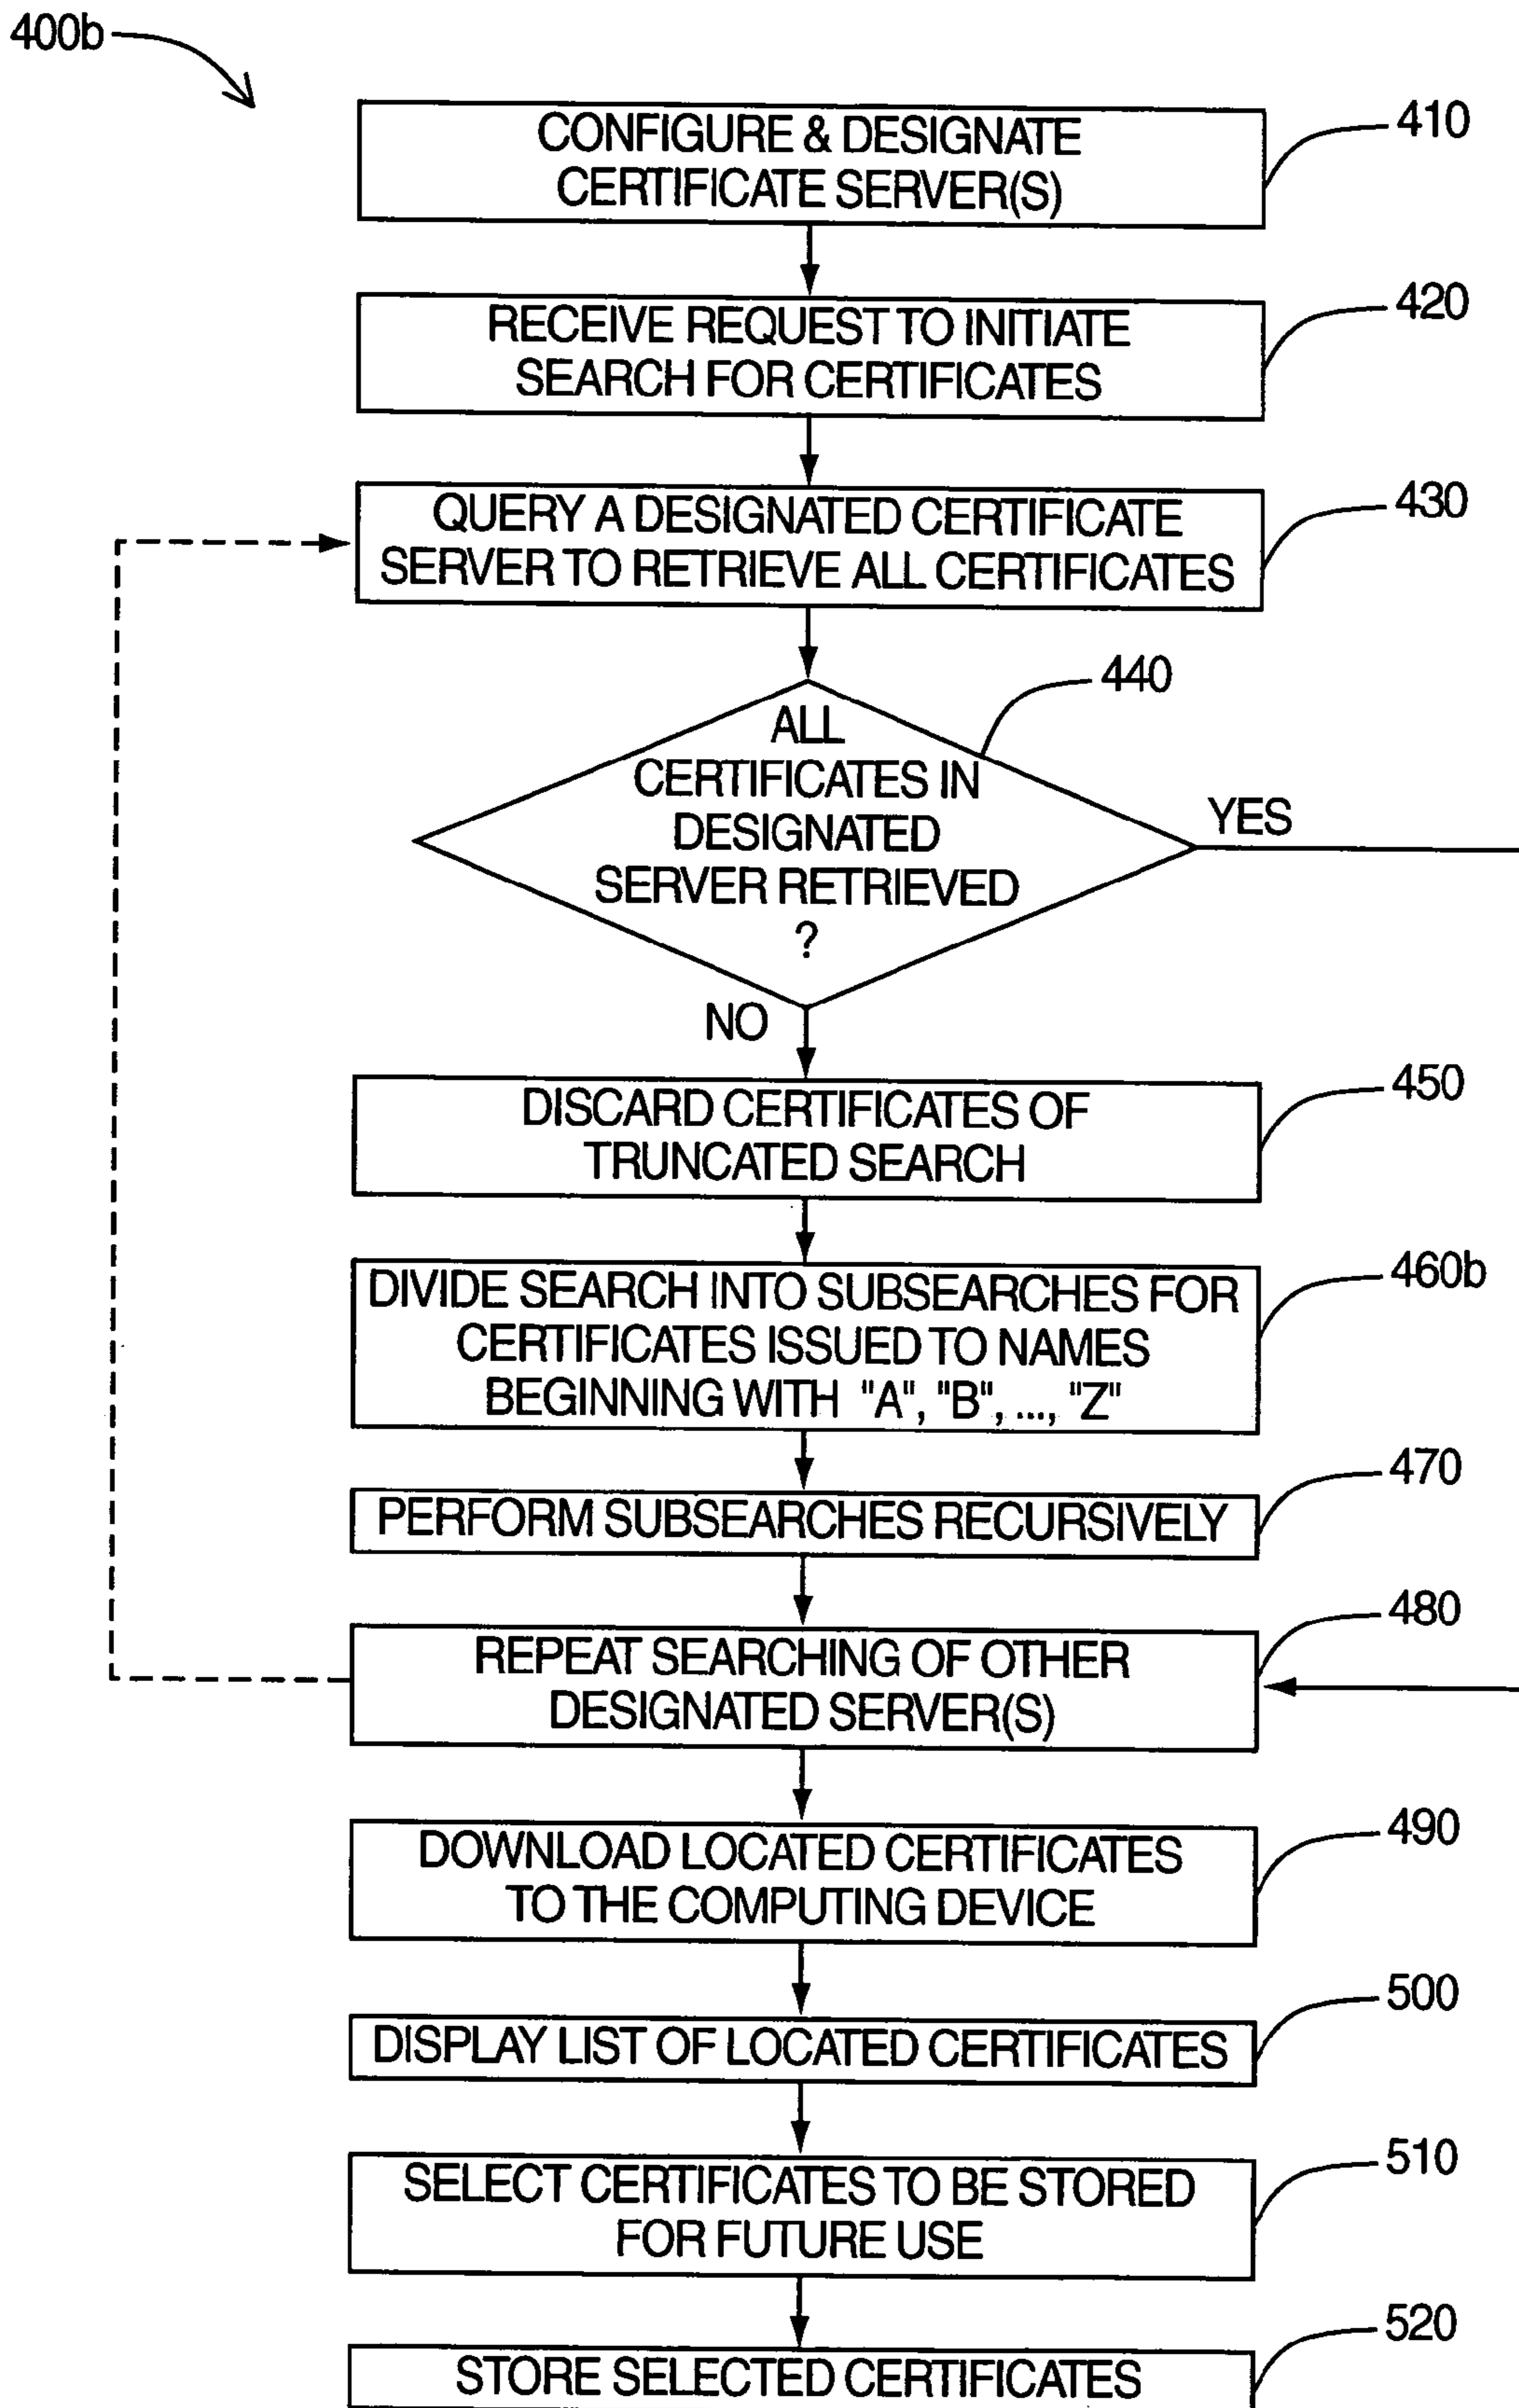 400b
CONFIGURE & DESIGNATE
CERTIFICATE SERVER(S)
410
RECEIVE REQUEST TO INITIATE
SEARCH FOR CERTIFICATES
420
QUERY A DESIGNATED CERTIFICATE
SERVER TO RETRIEVE ALL CERTIFICATES
430
440
ALL
CERTIFICATES IN
DESIGNATED
SERVER RETRIEVED
?
YES
NO
DISCARD CERTIFICATES OF
TRUNCATED SEARCH
450
DIVIDE SEARCH INTO SUBSEARCHES FOR
CERTIFICATES ISSUED TO NAMES
BEGINNING WITH "A", "B", ..., "Z"
460b
PERFORM SUBSEARCHES RECURSIVELY
470
REPEAT SEARCHING OF OTHER
DESIGNATED SERVER(S)
480
DOWNLOAD LOCATED CERTIFICATES
TO THE COMPUTING DEVICE
490
DISPLAY LIST OF LOCATED CERTIFICATES
500
SELECT CERTIFICATES TO BE STORED
FOR FUTURE USE
510
STORE SELECTED CERTIFICATES
520